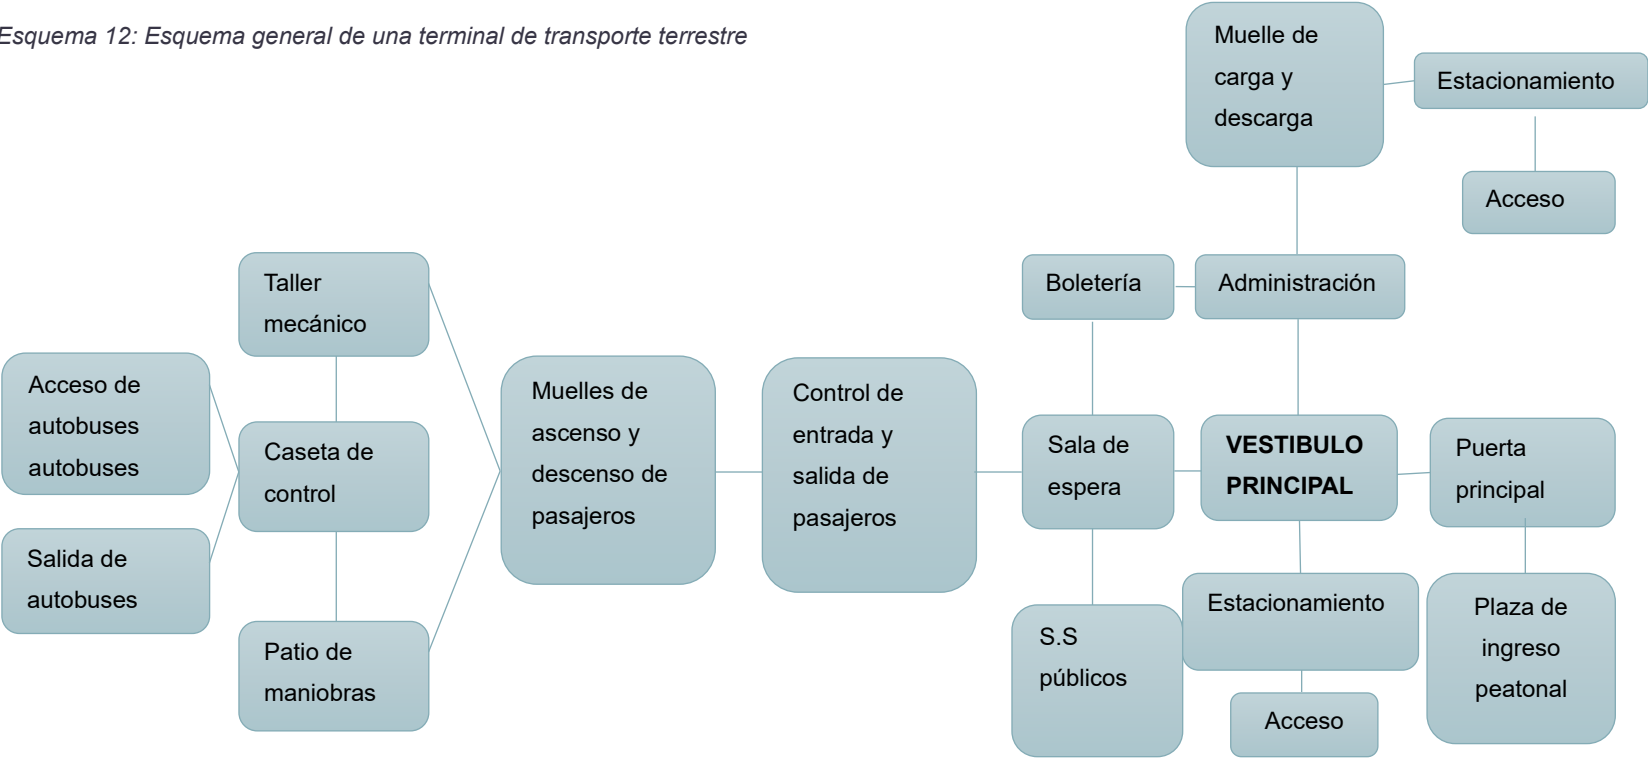 Esquema 12: Esquema general de una terminal de transporte terrestre
Muelle de
carga y
descarga
Estacionamiento
Acceso
Taller
mecánico
Boletería
Administración
Acceso de
autobuses
autobuses
Caseta de
control
Muelles de
ascenso y
descenso de
pasajeros
Control de
entrada y
salida de
pasajeros
Sala de
espera
VESTIBULO
PRINCIPAL
Puerta
principal
Salida de
autobuses
Patio de
maniobras
S.S
públicos
Estacionamiento
Acceso
Plaza de
ingreso
peatonal